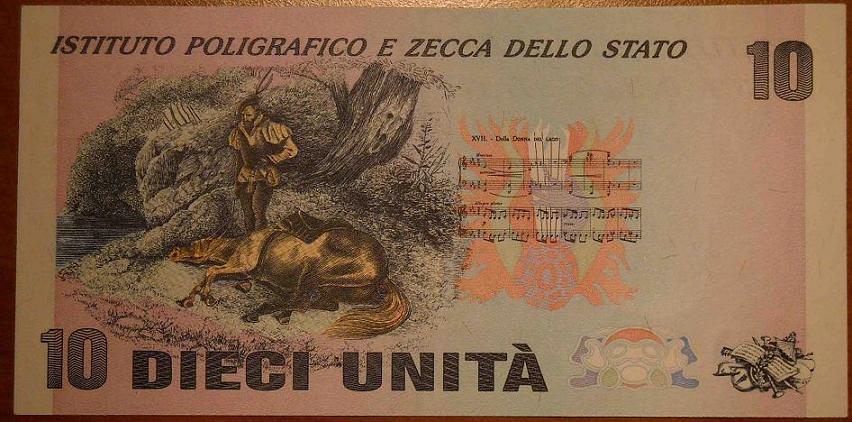 ISTITUTO POLIGRAFICO E ZECCA DELLO STATO
10
XVII. - Della DONNA DEL LAGO
10 DIECI UNITÀ